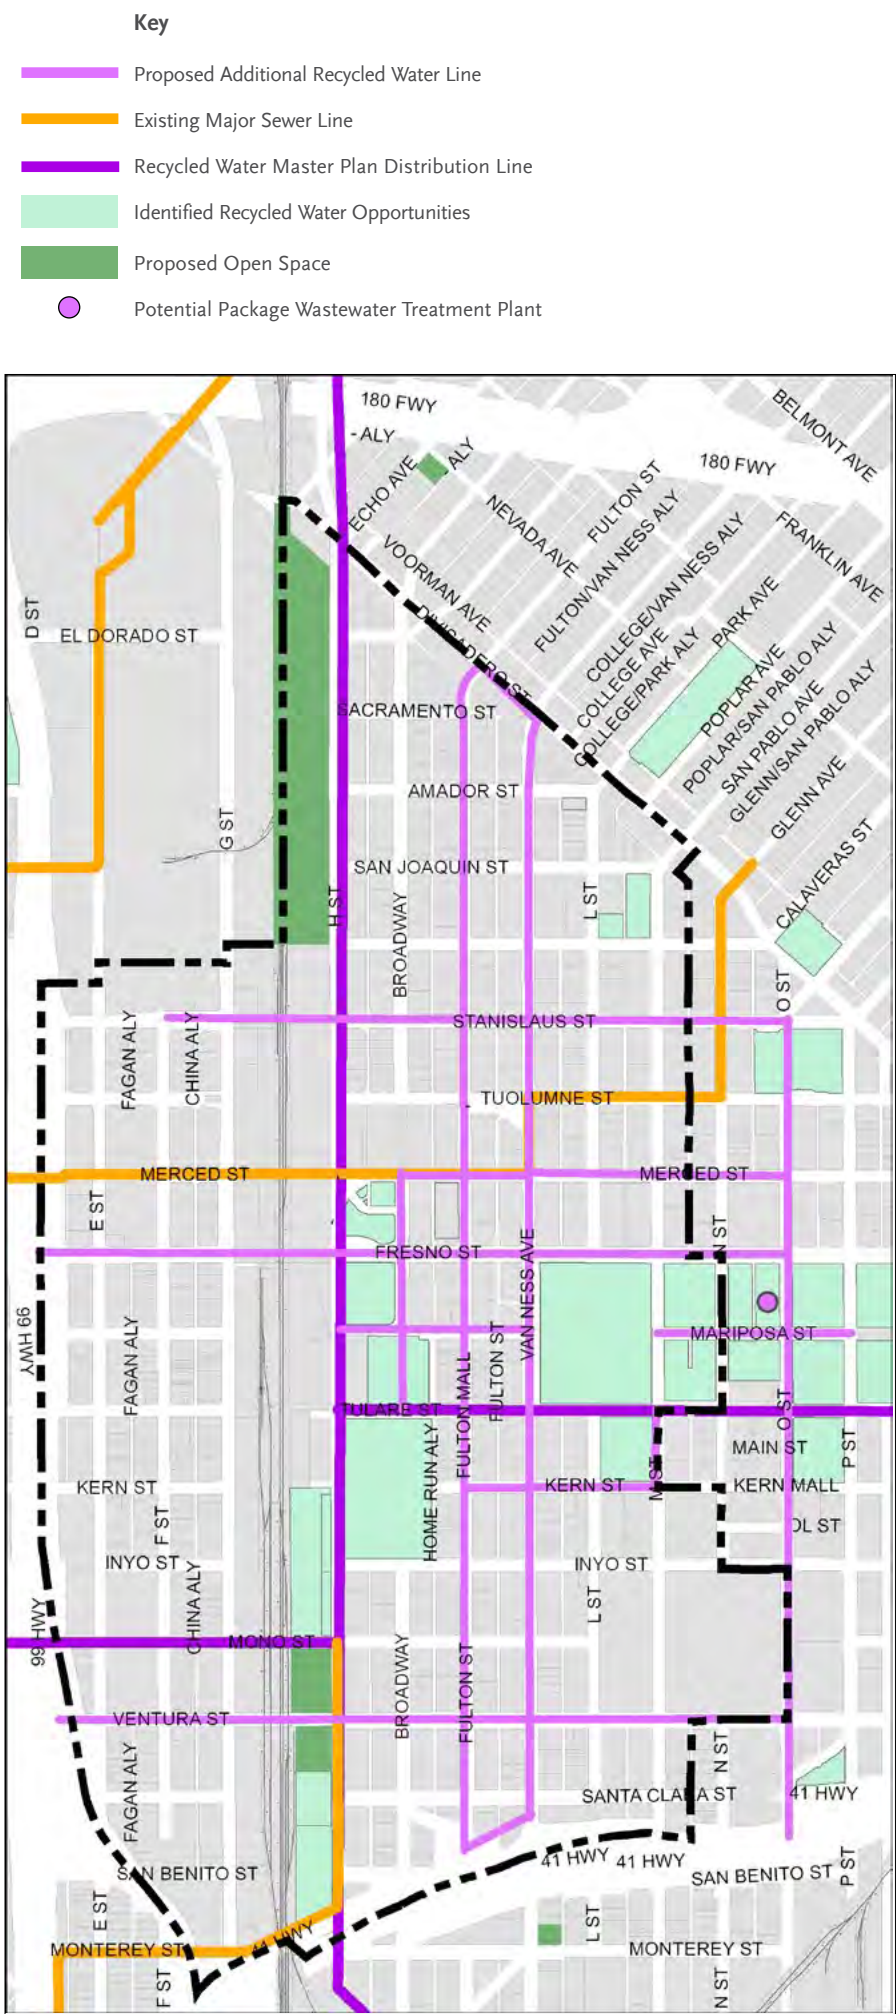 Key
Proposed Additional Recycled Water Line
Existing Major Sewer Line
Recycled Water Master Plan Distribution Line
Identified Recycled Water Opportunities
Proposed Open Space
Potential Package Wastewater Treatment Plant
180 FWY
BELMONT AVE
- ALY
ALY
180 FWY
ECHO AVE
FULTON ST
NEVADA AVE
FULTON/VAN NESS ALY
FRANKLIN AVE
VOORMAN AVE
COLLEGE/VAN NESS ALY
D ST
EL DORADO ST
DIVISADERO ST
COLLEGE AVE
PARK AVE
COLLEGE/PARK ALY
POPLAR AVE
POPLAR/SAN PABLO ALY
SACRAMENTO ST
SAN PABLO AVE
GLENN/SAN PABLO ALY
AMADOR ST
GLENN AVE
G ST
SAN JOAQUIN ST
CALAVERAS ST
H ST
L ST
BROADWAY
O ST
STANISLAUS ST
FAGAN ALY
CHINA ALY
TUOLUMNE ST
MERCED ST
MERCED ST
E ST
N ST
FRESNO ST
VAN NESS AVE
99 HWY
FAGAN ALY
MARIPOSA ST
FULTON ST
FULTON MALL
TULARE ST
O ST
MAIN ST
P ST
HOME RUN ALY
M ST
KERN ST
KERN ST
KERN MALL
F ST
OL ST
INYO ST
INYO ST
CHINA ALY
L ST
99 HWY
MONO ST
BROADWAY
FULTON ST
VENTURA ST
N ST
FAGAN ALY
SANTA CLARA ST
41 HWY
41 HWY
41 HWY
SAN BENITO ST
SAN BENITO ST
P ST
E ST
L ST
41 HWY
MONTEREY ST
MONTEREY ST
F ST
N ST